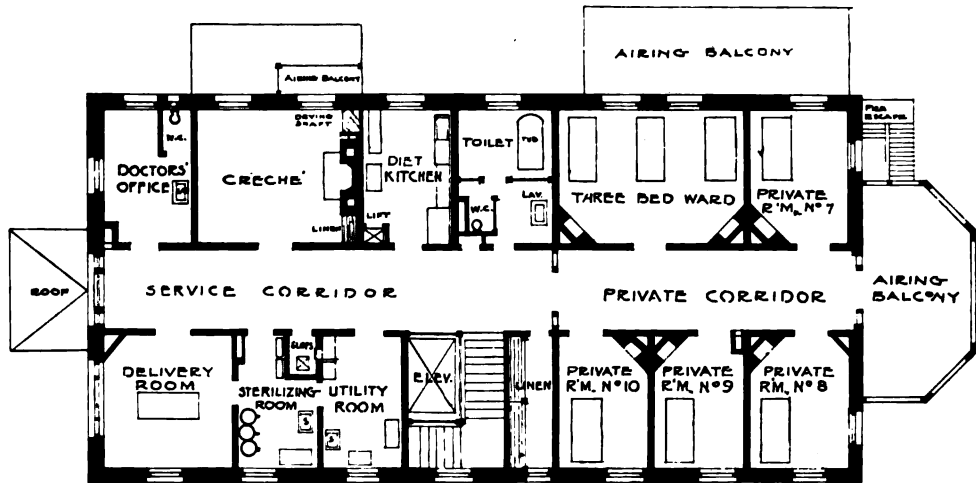 AIRING BALCONY
AIRING BALCONY
FIRE
ESCAPE
DRYING
SHAFT
W.C.
TOILET
TUB
DOCTORS'
OFFICE
CRECHE'
DIET
KITCHEN
THREE BED WARD
PRIVATE
R'M. No 7
W.C.
LAV.
LIFT
LINEN
ROOF
SERVICE CORRIDOR
PRIVATE CORRIDOR
AIRING
BALCONY
DELIVERY
ROOM
SLOPS
STERILIZING
ROOM
UTILITY
ROOM
S
S
ELEV.
LINEN
PRIVATE
R'M. No 10
PRIVATE
R'M. No 9
PRIVATE
R'M. No 8